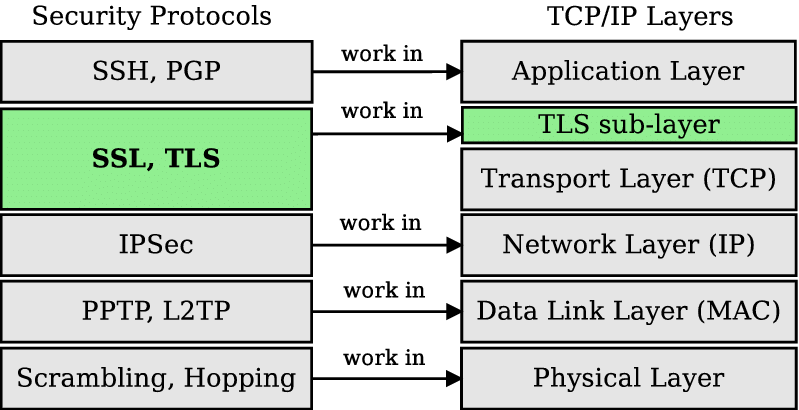 Security Protocols
TCP/IP Layers
SSH, PGP
work in
Application Layer
SSL, TLS
work in
TLS sub-layer
Transport Layer (TCP)
IPSec
work in
Network Layer (IP)
PPTP, L2TP
work in
Data Link Layer (MAC)
Scrambling, Hopping
work in
Physical Layer